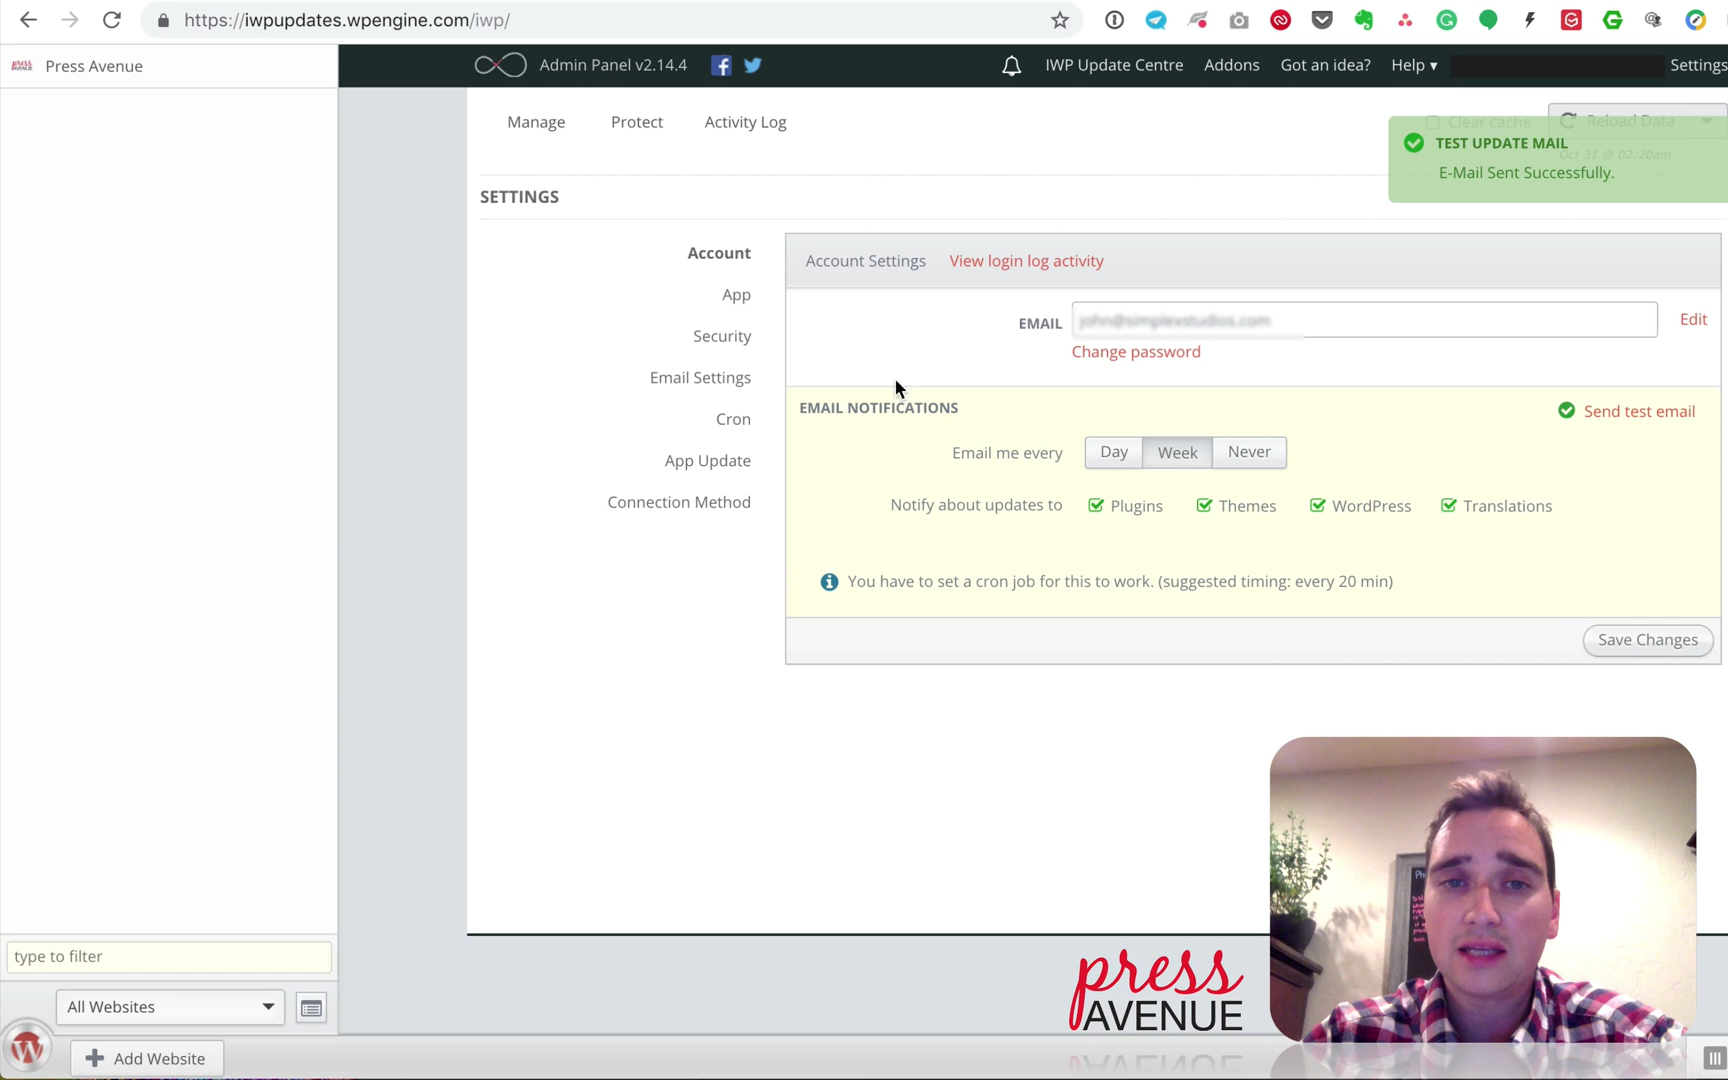 https://iwpupdates.wpengine.com/iwp/
Press Avenue
Admin Panel v2.14.4
IWP Update Centre Addons Got an idea? Help ▾ Settings
Manage Protect Activity Log
Clear cache Reload Data
Oct 31 @ 02:20am
TEST UPDATE MAIL
E-Mail Sent Successfully.
SETTINGS
Account
App
Security
Email Settings
Cron
App Update
Connection Method
Account Settings View login log activity
EMAIL Edit
Change password
EMAIL NOTIFICATIONS
Send test email
Email me every Day Week Never
Notify about updates to Plugins Themes WordPress Translations
You have to set a cron job for this to work. (suggested timing: every 20 min)
Save Changes
type to filter
All Websites
Add Website
press
AVENUE